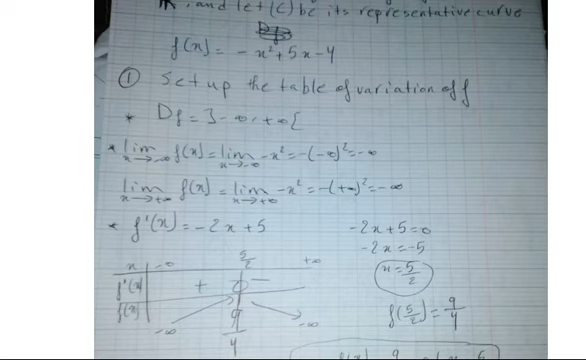 , and let (C) be its representative curve
Df
f(x) = -x²+5x-4
① Set up the table of variation of f
* Df = ]-∞,+∞[
* lim x→-∞ f(x) = lim x→-∞ -x² = -(-∞)² = -∞
lim x→+∞ f(x) = lim x→+∞ -x² = -(+∞)² = -∞
* f'(x) = -2x+5
-2x+5=0
-2x=-5
x=5/2
f(5/2)=9/4
x -∞ 5/2 +∞
f'(x) + 0 -
f(x) -∞ ↗ 9/4 ↘ -∞